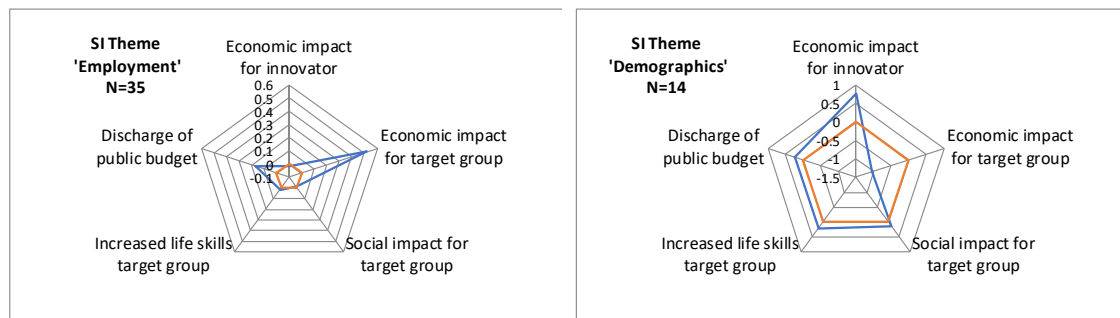 SI Theme
'Employment'
N=35
Economic impact
for innovator
0.6
0.5
0.4
0.3
0.2
0.1
0
-0.1
Economic impact
for target group
Social impact for
target group
Increased life skills
target group
Discharge of
public budget
SI Theme
'Demographics'
N=14
Economic impact
for innovator
1
0.5
0
-0.5
-1
-1.5
Economic impact
for target group
Social impact for
target group
Increased life skills
target group
Discharge of
public budget